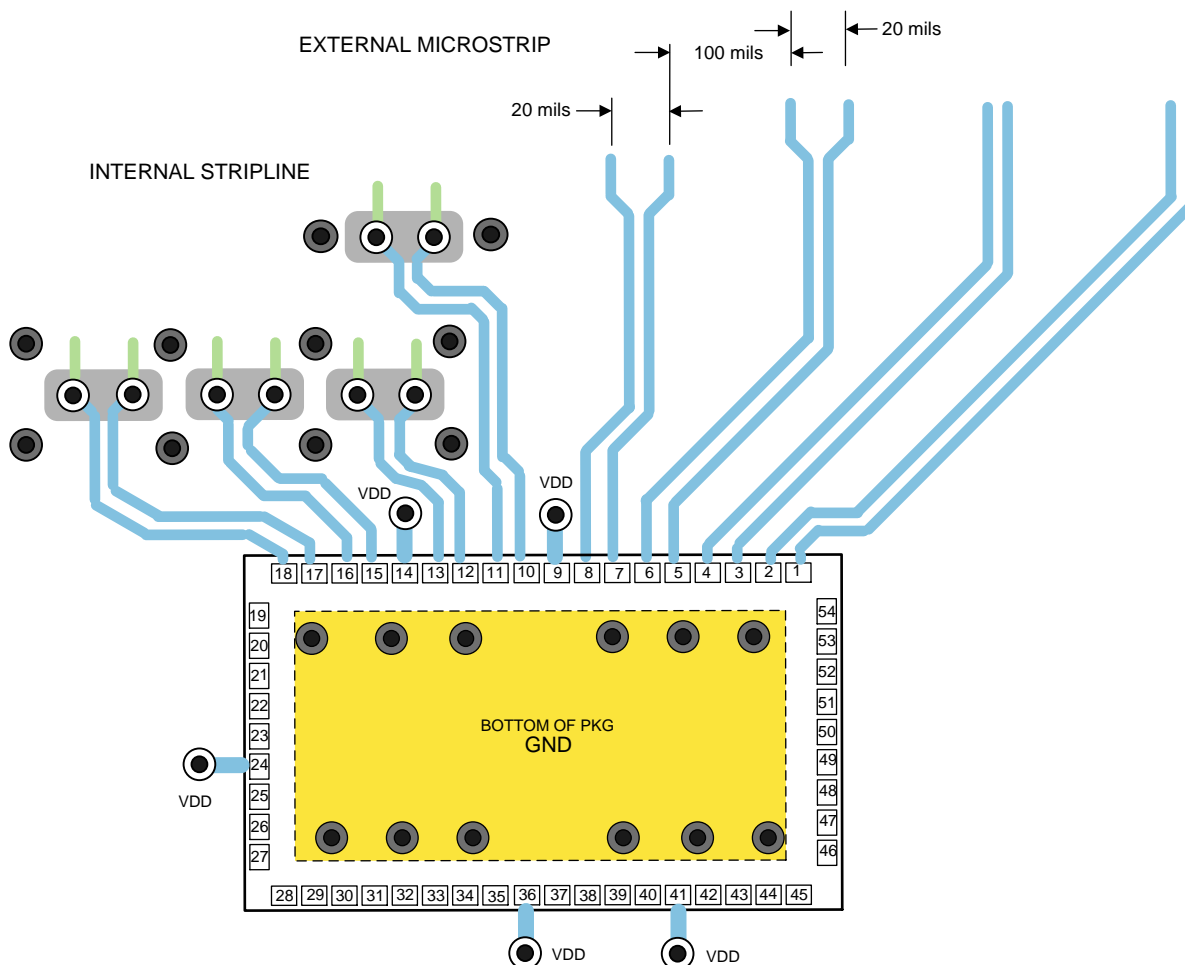 EXTERNAL MICROSTRIP
20 mils
100 mils
20 mils
INTERNAL STRIPLINE
VDD
VDD
18 17 16 15 14 13 12 11 10 9 8 7 6 5 4 3 2 1
19
20
21
22
23
24
25
26
27
54
53
52
51
50
49
48
47
46
BOTTOM OF PKG
GND
VDD
28 29 30 31 32 33 34 35 36 37 38 39 40 41 42 43 44 45
VDD
VDD